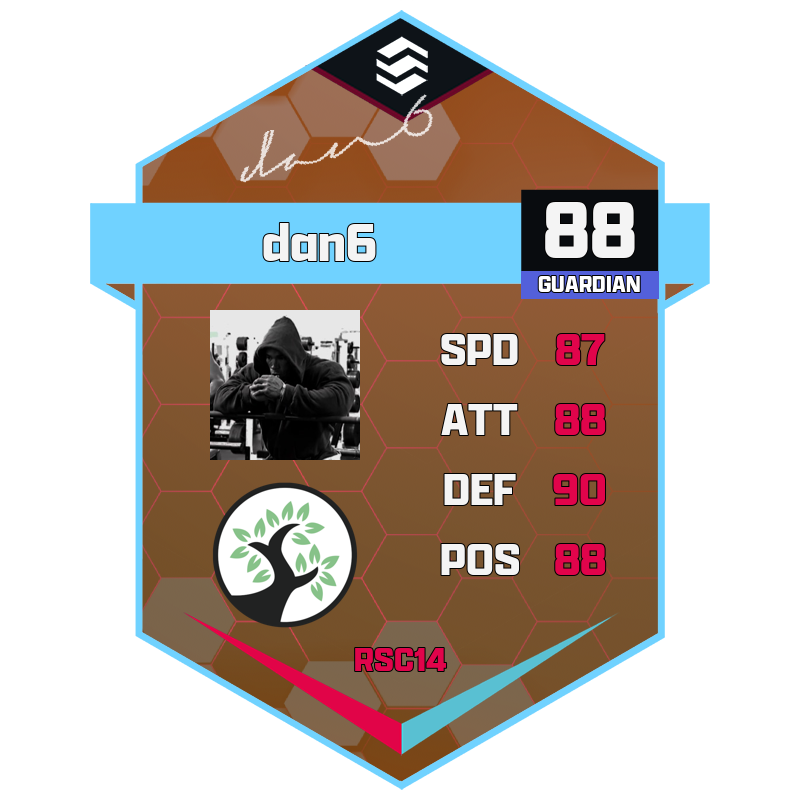 dan6
dan6
88
GUARDIAN
SPD 87
ATT 88
DEF 90
POS 88
RSC14